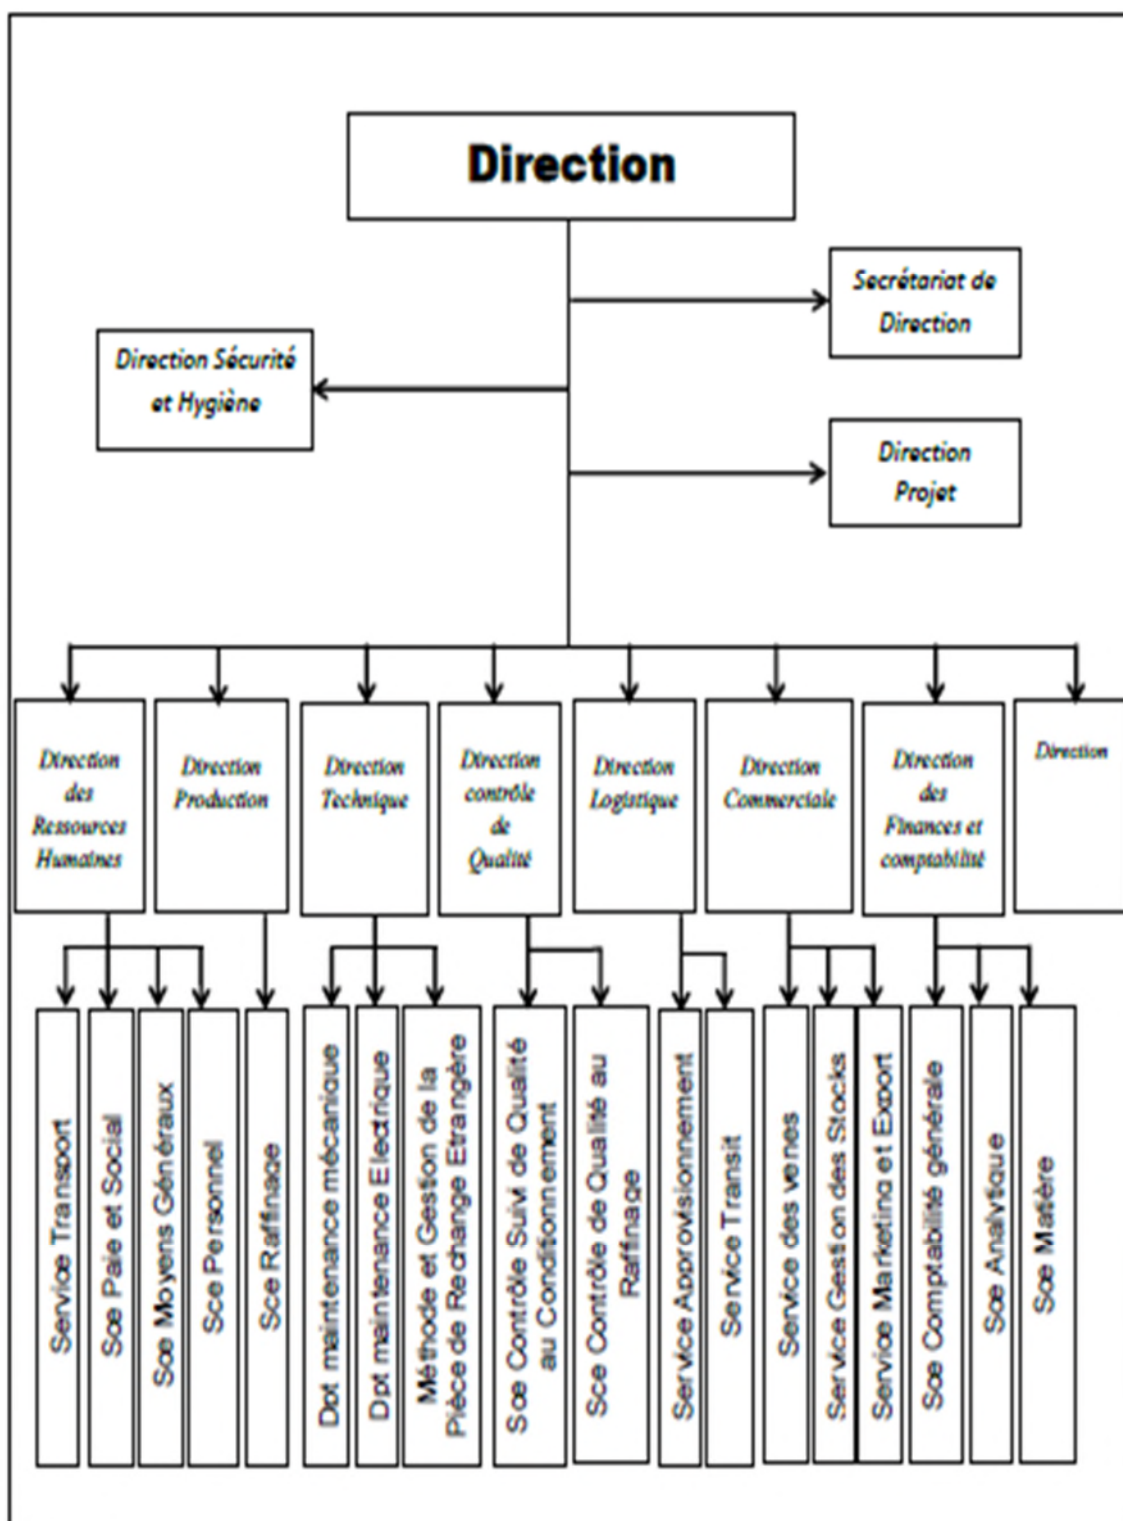 Direction
Secrétariat de
Direction
Direction Sécurité
et Hygiène
Direction
Projet
Direction
des
Ressources
Humaines
Direction
Production
Direction
Technique
Direction
contrôle
de
Qualité
Direction
Logistique
Direction
Commerciale
Direction
des
Finances et
comptabilité
Direction
Service Transport
Sce Paie et Social
Sce Moyens Généraux
Sce Personnel
Sce Raffinage
Dpt maintenance mécanique
Dpt maintenance Electrique
Méthode et Gestion de la
Pièce de Rechange Etrangère
Sce Contrôle Suivi de Qualité
au Conditionnement
Sce Contrôle de Qualité au
Raffinage
Service Approvisionnement
Service Transit
Service des venes
Service Gestion des Stocks
Service Marketing et Export
Sce Comptabilité générale
Sce Analytique
Sce Matière